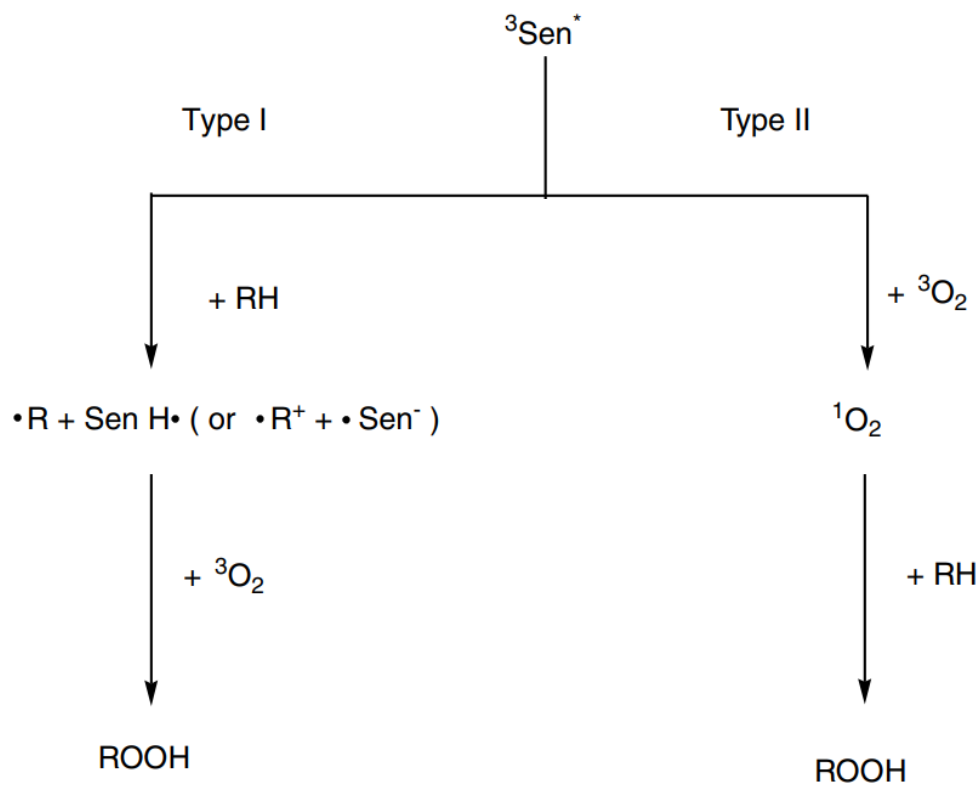 ³Sen*
Type I
Type II
+ RH
+ ³O₂
•R + Sen H• ( or •R⁺ + •Sen⁻ )
¹O₂
+ ³O₂
+ RH
ROOH
ROOH